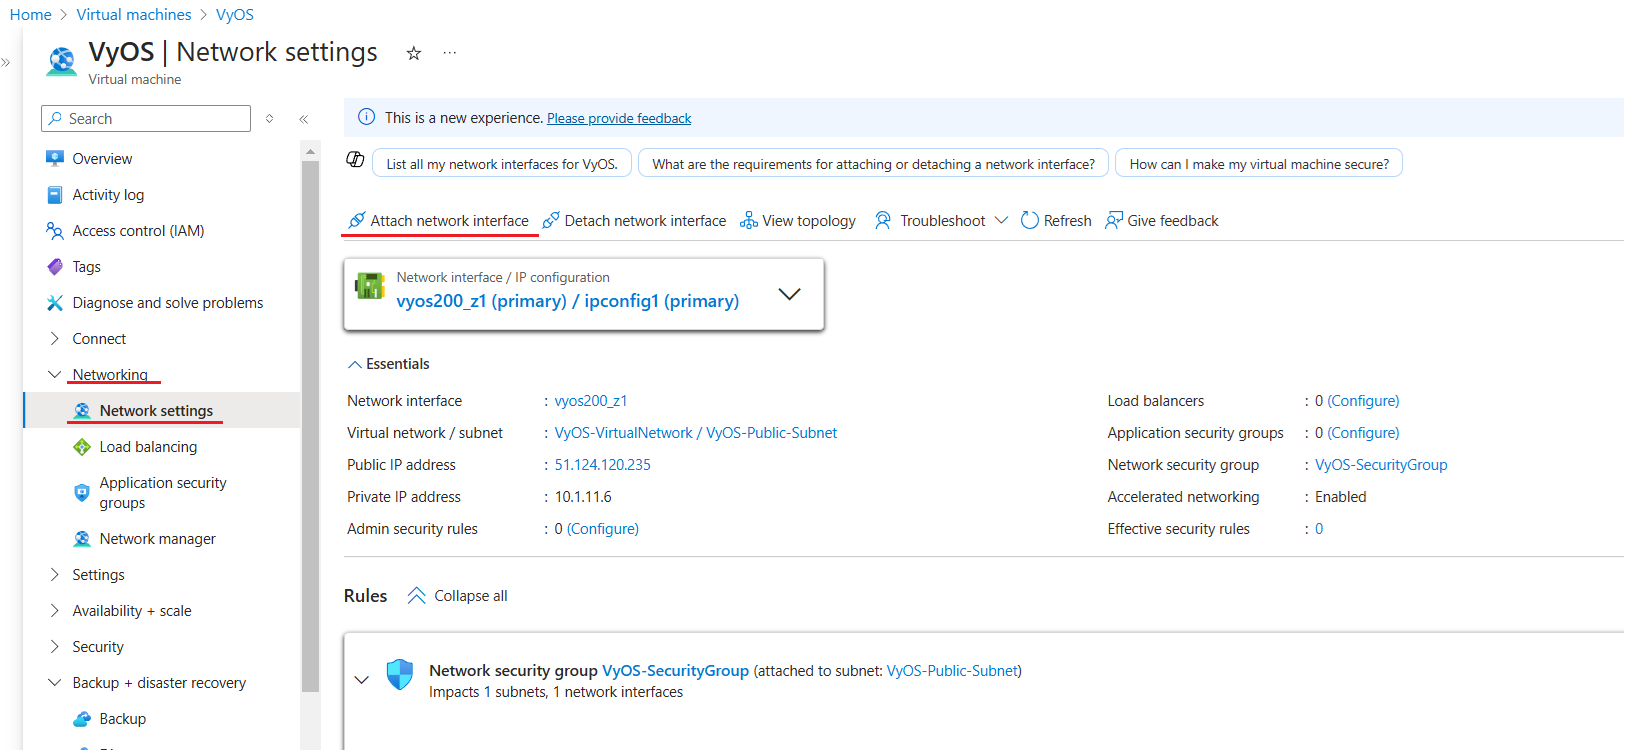 Home > Virtual machines > VyOS
VyOS | Network settings
Virtual machine
Search
Overview
Activity log
Access control (IAM)
Tags
Diagnose and solve problems
Connect
Networking
Network settings
Load balancing
Application security
groups
Network manager
Settings
Availability + scale
Security
Backup + disaster recovery
Backup
This is a new experience. Please provide feedback
List all my network interfaces for VyOS. What are the requirements for attaching or detaching a network interface? How can I make my virtual machine secure?
Attach network interface Detach network interface View topology Troubleshoot Refresh Give feedback
Network interface / IP configuration
vyos200_z1 (primary) / ipconfig1 (primary)
Essentials
Network interface : vyos200_z1
Virtual network / subnet : VyOS-VirtualNetwork / VyOS-Public-Subnet
Public IP address : 51.124.120.235
Private IP address : 10.1.11.6
Admin security rules : 0 (Configure)
Load balancers : 0 (Configure)
Application security groups : 0 (Configure)
Network security group : VyOS-SecurityGroup
Accelerated networking : Enabled
Effective security rules : 0
Rules Collapse all
Network security group VyOS-SecurityGroup (attached to subnet: VyOS-Public-Subnet)
Impacts 1 subnets, 1 network interfaces